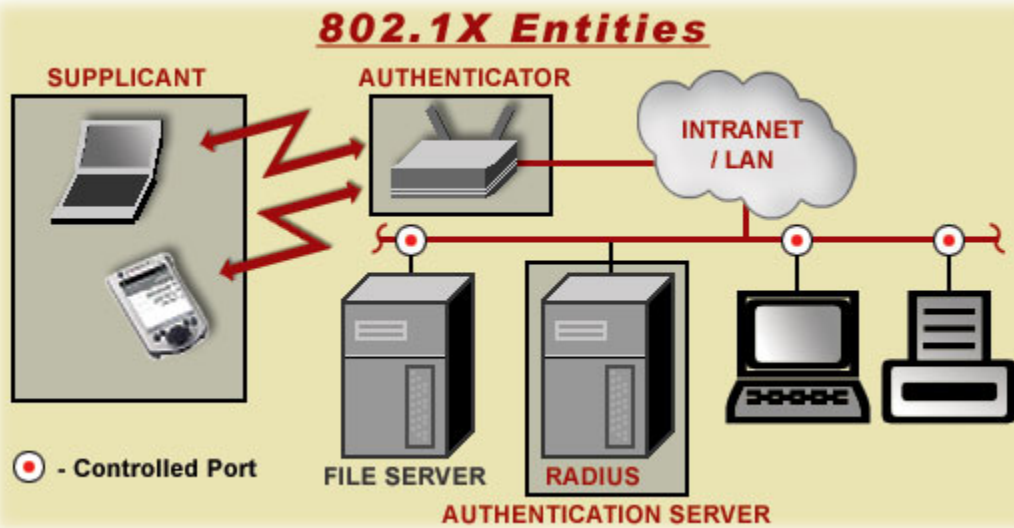 802.1X Entities
SUPPLICANT
AUTHENTICATOR
INTRANET
/ LAN
- Controlled Port
FILE SERVER
RADIUS
AUTHENTICATION SERVER